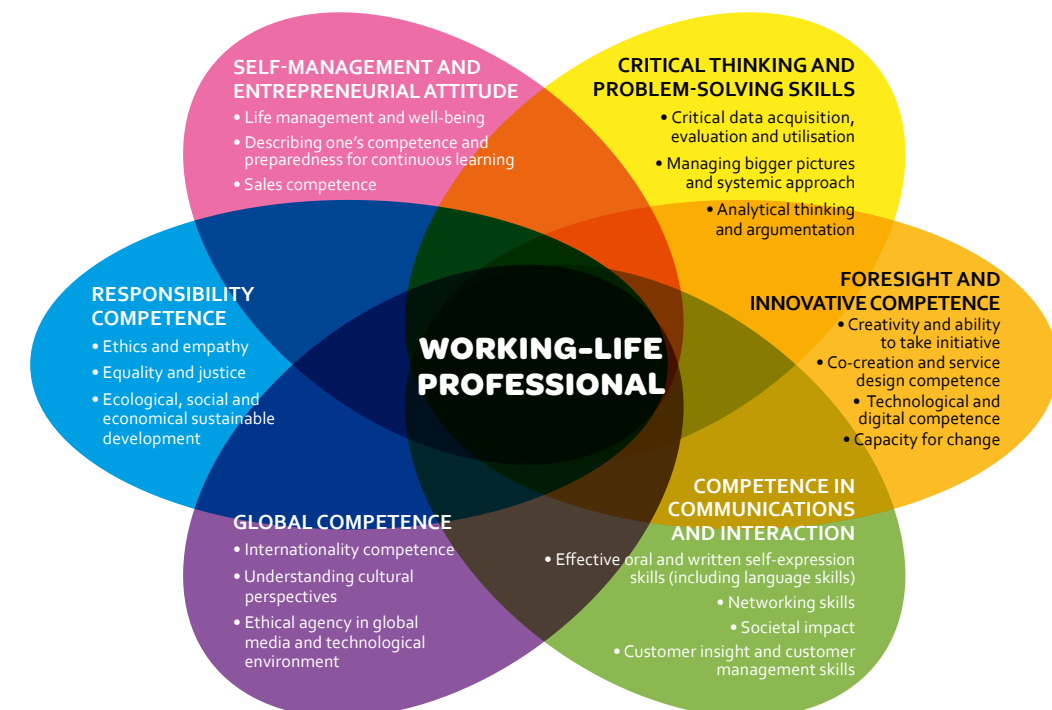 SELF-MANAGEMENT AND
ENTREPRENEURIAL ATTITUDE
• Life management and well-being
• Describing one's competence and
preparedness for continuous learning
• Sales competence
CRITICAL THINKING AND
PROBLEM-SOLVING SKILLS
• Critical data acquisition,
evaluation and utilisation
• Managing bigger pictures
and systemic approach
• Analytical thinking
and argumentation
RESPONSIBILITY
COMPETENCE
• Ethics and empathy
• Equality and justice
• Ecological, social and
economical sustainable
development
WORKING-LIFE
PROFESSIONAL
FORESIGHT AND
INNOVATIVE COMPETENCE
• Creativity and ability
to take initiative
• Co-creation and service
design competence
• Technological and
digital competence
• Capacity for change
GLOBAL COMPETENCE
• Internationality competence
• Understanding cultural
perspectives
• Ethical agency in global
media and technological
environment
COMPETENCE IN
COMMUNICATIONS
AND INTERACTION
• Effective oral and written self-expression
skills (including language skills)
• Networking skills
• Societal impact
• Customer insight and customer
management skills